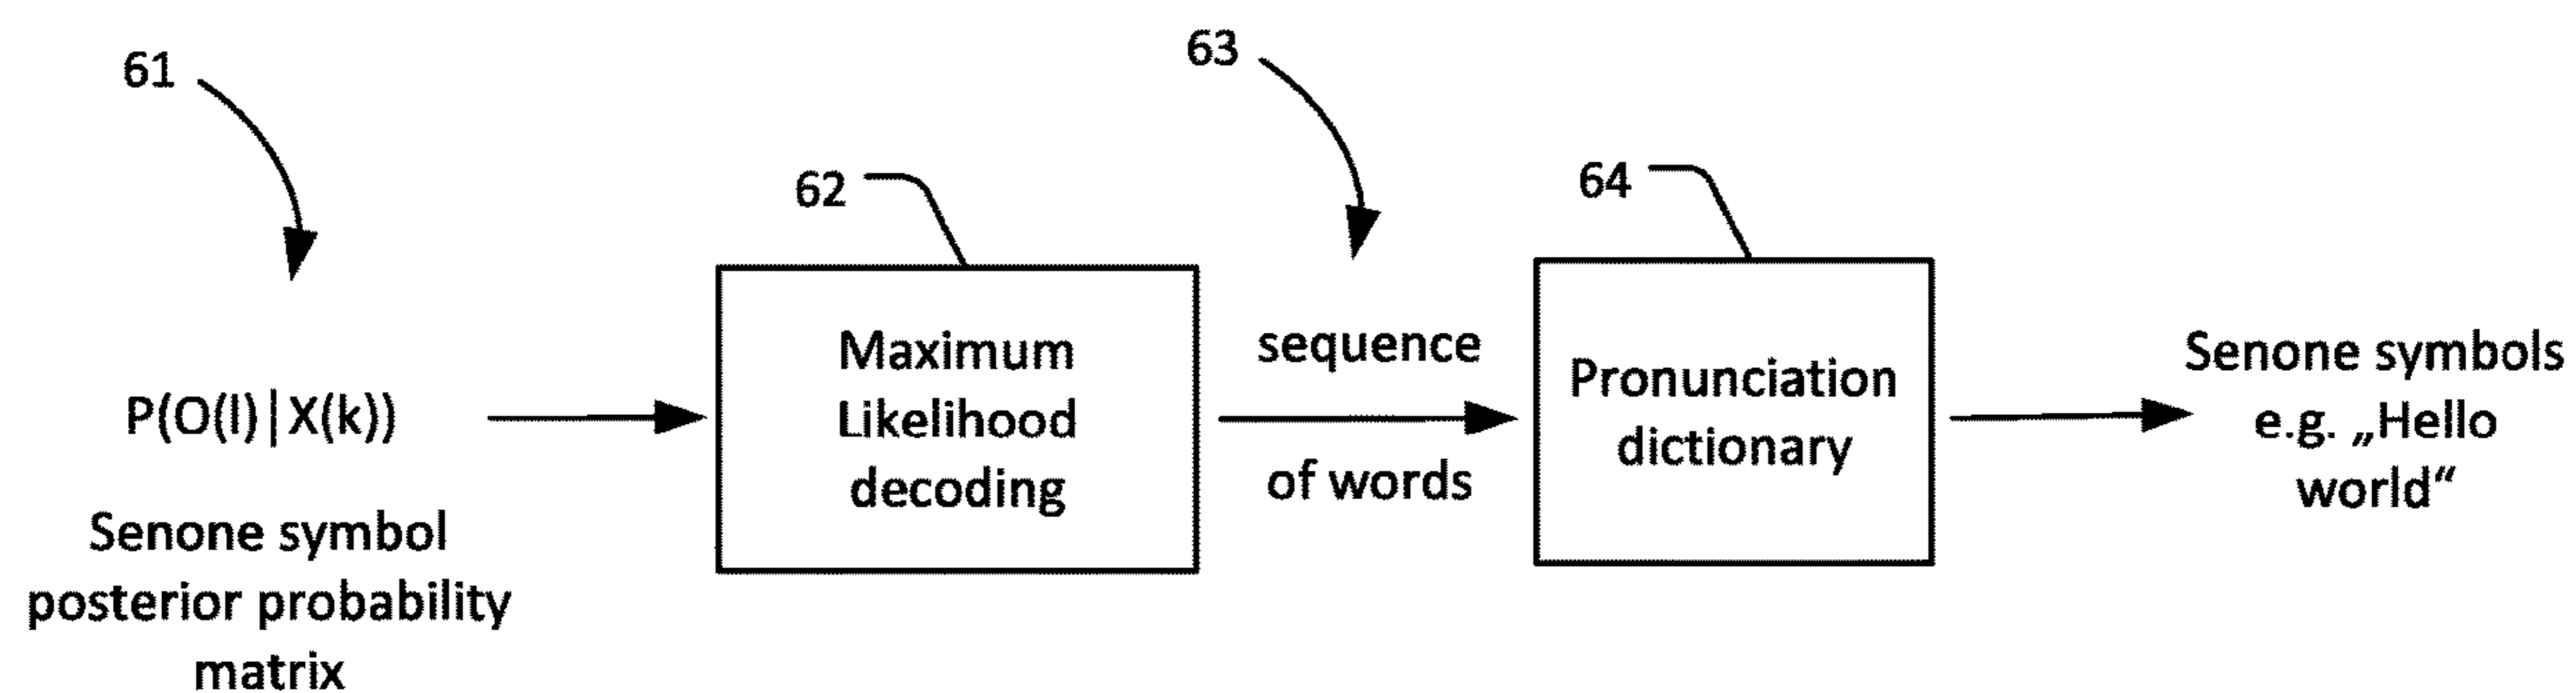 61
P(O(l)|X(k))
Senone symbol
posterior probability
matrix
62
Maximum
Likelihood
decoding
63
sequence
of words
64
Pronunciation
dictionary
Senone symbols
e.g. „Hello
world“